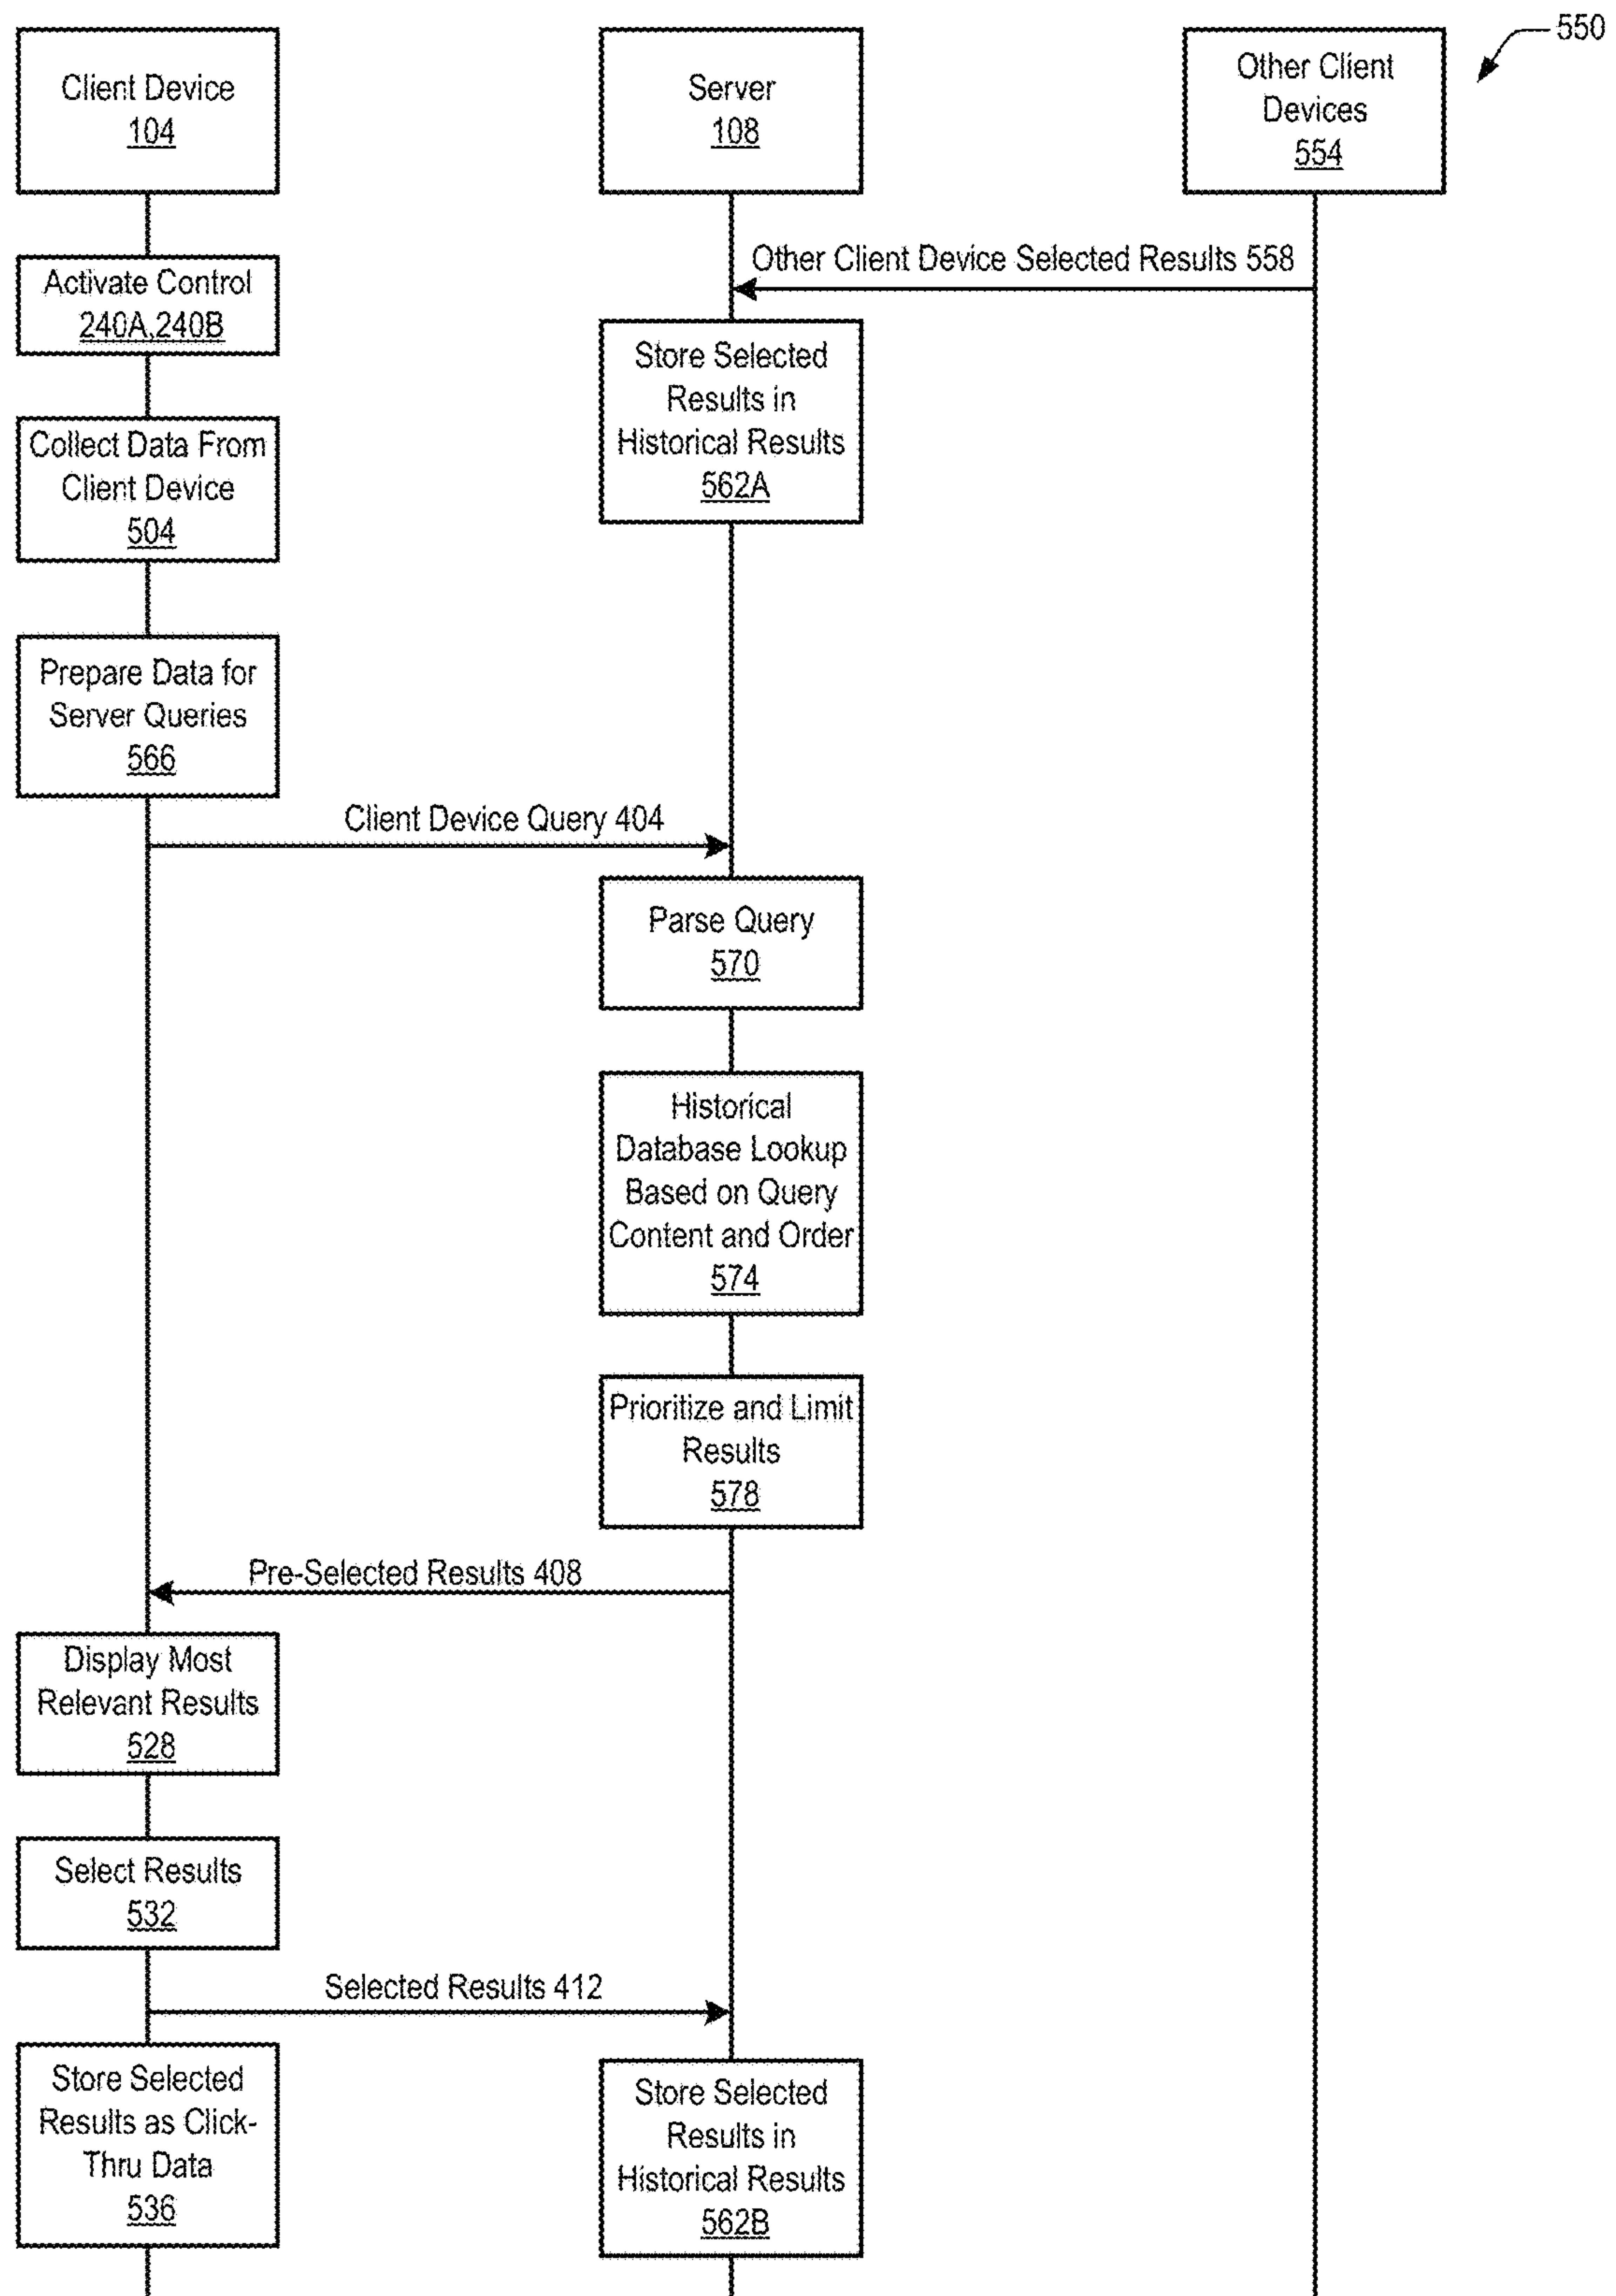 550
Client Device
104
Server
108
Other Client
Devices
554
Other Client Device Selected Results 558
Activate Control
240A,240B
Store Selected
Results in
Historical Results
562A
Collect Data From
Client Device
504
Prepare Data for
Server Queries
566
Client Device Query 404
Parse Query
570
Historical
Database Lookup
Based on Query
Content and Order
574
Prioritize and Limit
Results
578
Pre-Selected Results 408
Display Most
Relevant Results
528
Select Results
532
Selected Results 412
Store Selected
Results as Click-
Thru Data
536
Store Selected
Results in
Historical Results
562B